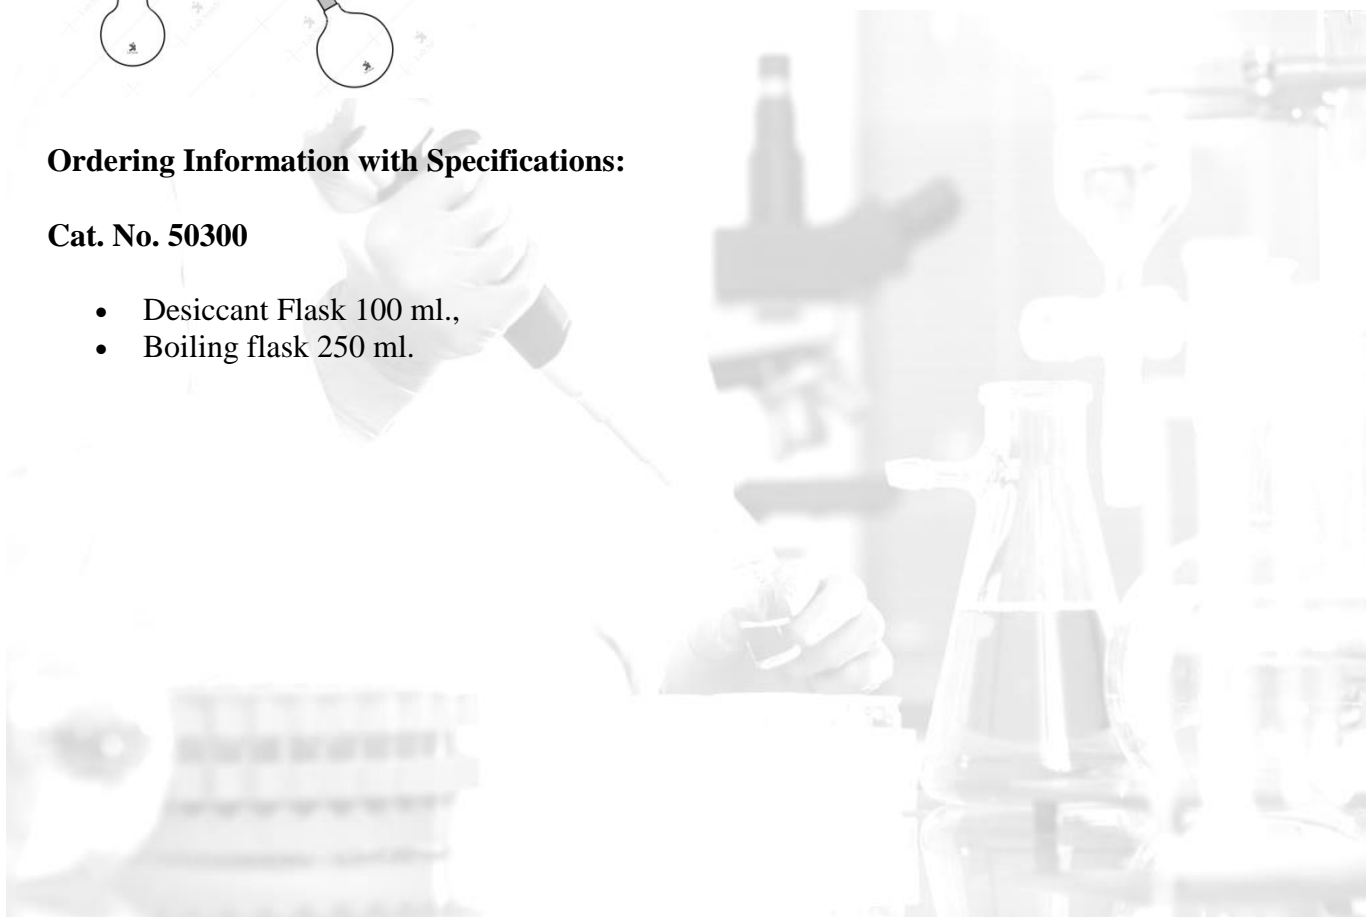 Ordering Information with Specifications:
Cat. No. 50300
• Desiccant Flask 100 ml.,
• Boiling flask 250 ml.